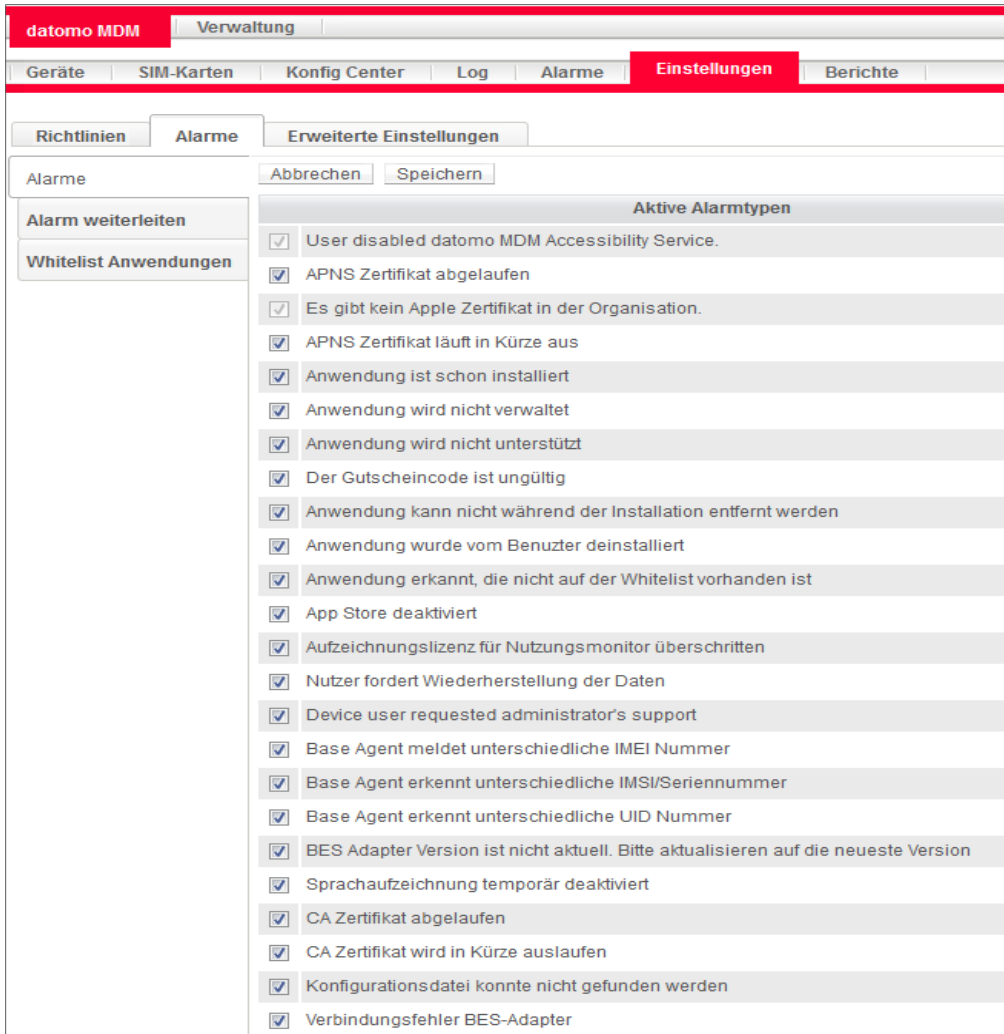 datomo MDM Verwaltung
Geräte SIM-Karten Konfig Center Log Alarme Einstellungen Berichte
Richtlinien Alarme Erweiterte Einstellungen
Alarme
Alarm weiterleiten
Whitelist Anwendungen
Abbrechen Speichern
Aktive Alarmtypen
User disabled datomo MDM Accessibility Service.
APNS Zertifikat abgelaufen
Es gibt kein Apple Zertifikat in der Organisation.
APNS Zertifikat läuft in Kürze aus
Anwendung ist schon installiert
Anwendung wird nicht verwaltet
Anwendung wird nicht unterstützt
Der Gutscheincode ist ungültig
Anwendung kann nicht während der Installation entfernt werden
Anwendung wurde vom Benuzter deinstalliert
Anwendung erkannt, die nicht auf der Whitelist vorhanden ist
App Store deaktiviert
Aufzeichnungslizenz für Nutzungsmonitor überschritten
Nutzer fordert Wiederherstellung der Daten
Device user requested administrator's support
Base Agent meldet unterschiedliche IMEI Nummer
Base Agent erkennt unterschiedliche IMSI/Seriennummer
Base Agent erkennt unterschiedliche UID Nummer
BES Adapter Version ist nicht aktuell. Bitte aktualisieren auf die neueste Version
Sprachaufzeichnung temporär deaktiviert
CA Zertifikat abgelaufen
CA Zertifikat wird in Kürze auslaufen
Konfigurationsdatei konnte nicht gefunden werden
Verbindungsfehler BES-Adapter